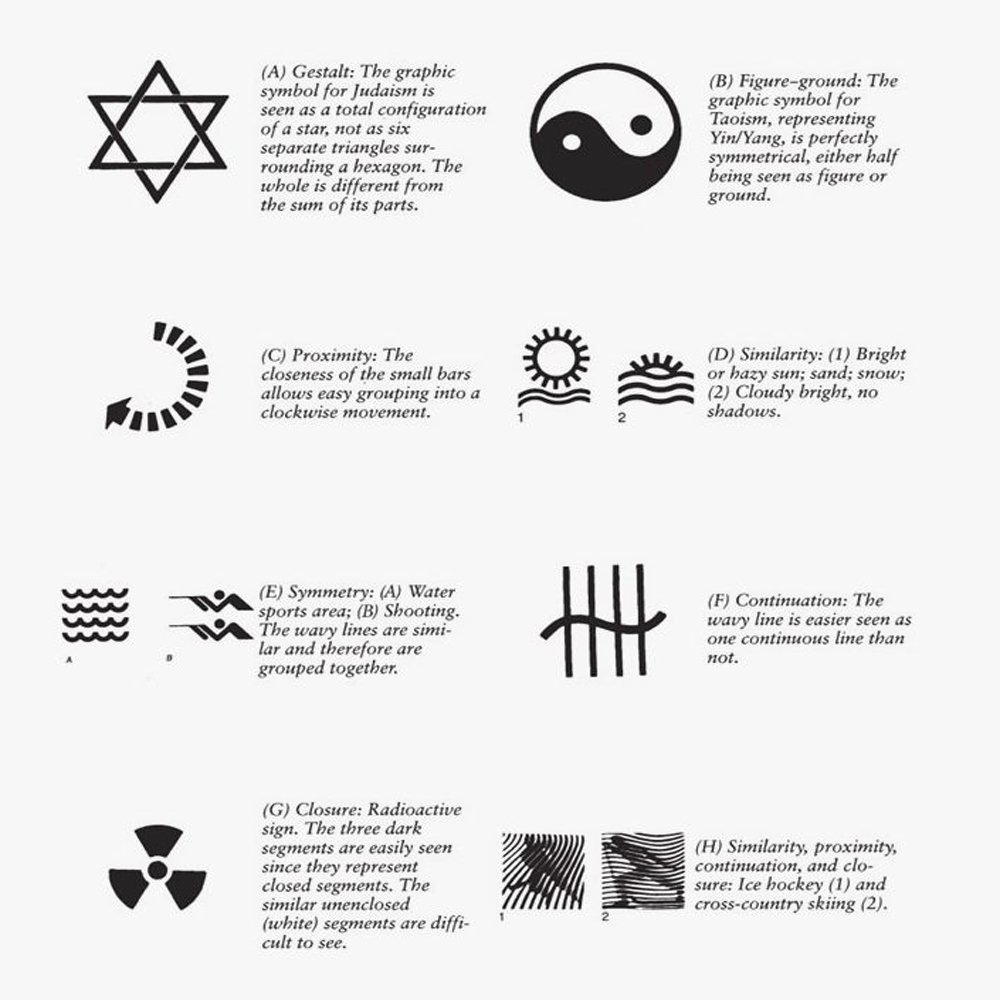 (A) Gestalt: The graphic
symbol for Judaism is
seen as a total configuration
of a star, not as six
separate triangles sur-
rounding a hexagon. The
whole is different from
the sum of its parts.
(B) Figure–ground: The
graphic symbol for
Taoism, representing
Yin/Yang, is perfectly
symmetrical, either half
being seen as figure or
ground.
(C) Proximity: The
closeness of the small bars
allows easy grouping into a
clockwise movement.
1
2
(D) Similarity: (1) Bright
or hazy sun; sand; snow;
(2) Cloudy bright, no
shadows.
A
B
(E) Symmetry: (A) Water
sports area; (B) Shooting.
The wavy lines are simi-
lar and therefore are
grouped together.
(F) Continuation: The
wavy line is easier seen as
one continuous line than
not.
(G) Closure: Radioactive
sign. The three dark
segments are easily seen
since they represent
closed segments. The
similar unenclosed
(white) segments are diffi-
cult to see.
1
2
(H) Similarity, proximity,
continuation, and clo-
sure: Ice hockey (1) and
cross-country skiing (2).